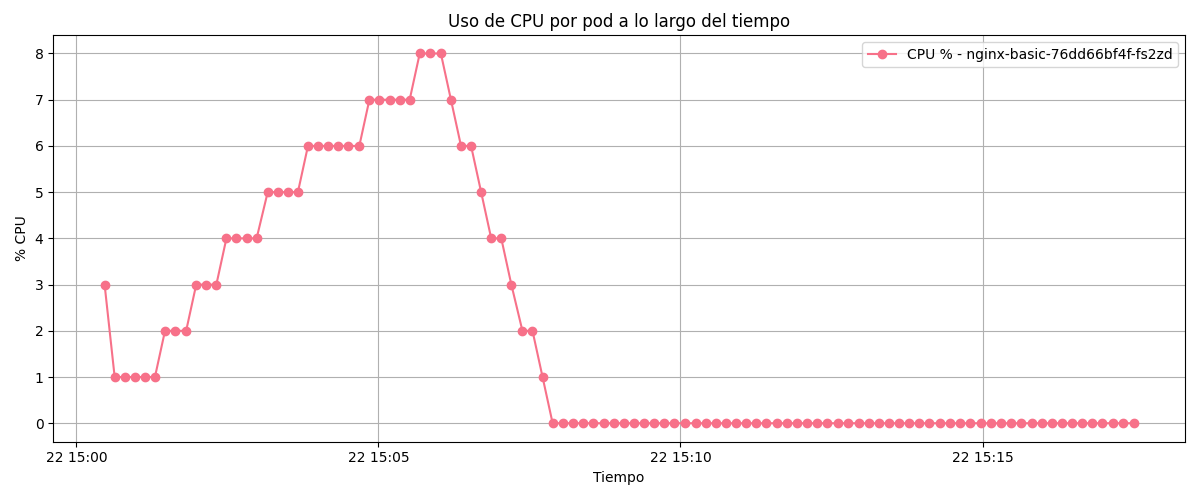 Uso de CPU por pod a lo largo del tiempo
CPU % - nginx-basic-76dd66bf4f-fs2zd
8
7
6
5
4
3
2
1
0
% CPU
22 15:00 22 15:05 22 15:10 22 15:15
Tiempo